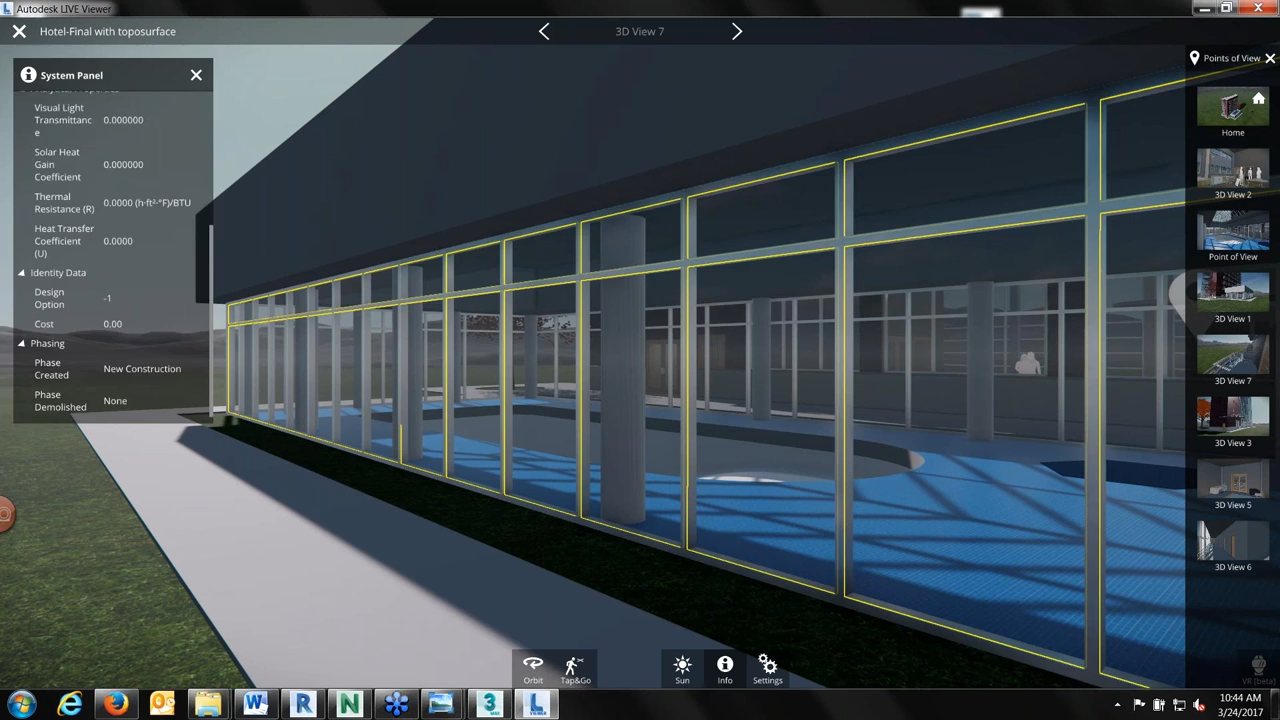 Autodesk LIVE Viewer
Hotel-Final with toposurface
3D View 7
System Panel
Visual Light
Transmittanc
e
0.000000
Solar Heat
Gain
Coefficient
0.000000
Thermal
Resistance (R)
0.0000 (h·ft²·°F)/BTU
Heat Transfer
Coefficient
(U)
0.0000
Identity Data
Design
Option
-1
Cost
0.00
Phasing
Phase
Created
New Construction
Phase
Demolished
None
Points of View
Home
3D View 2
Point of View
3D View 1
3D View 7
3D View 3
3D View 5
3D View 6
Orbit
Tap&Go
Sun
Info
Settings
VR (beta)
VIEWER
10:44 AM
3/24/2017